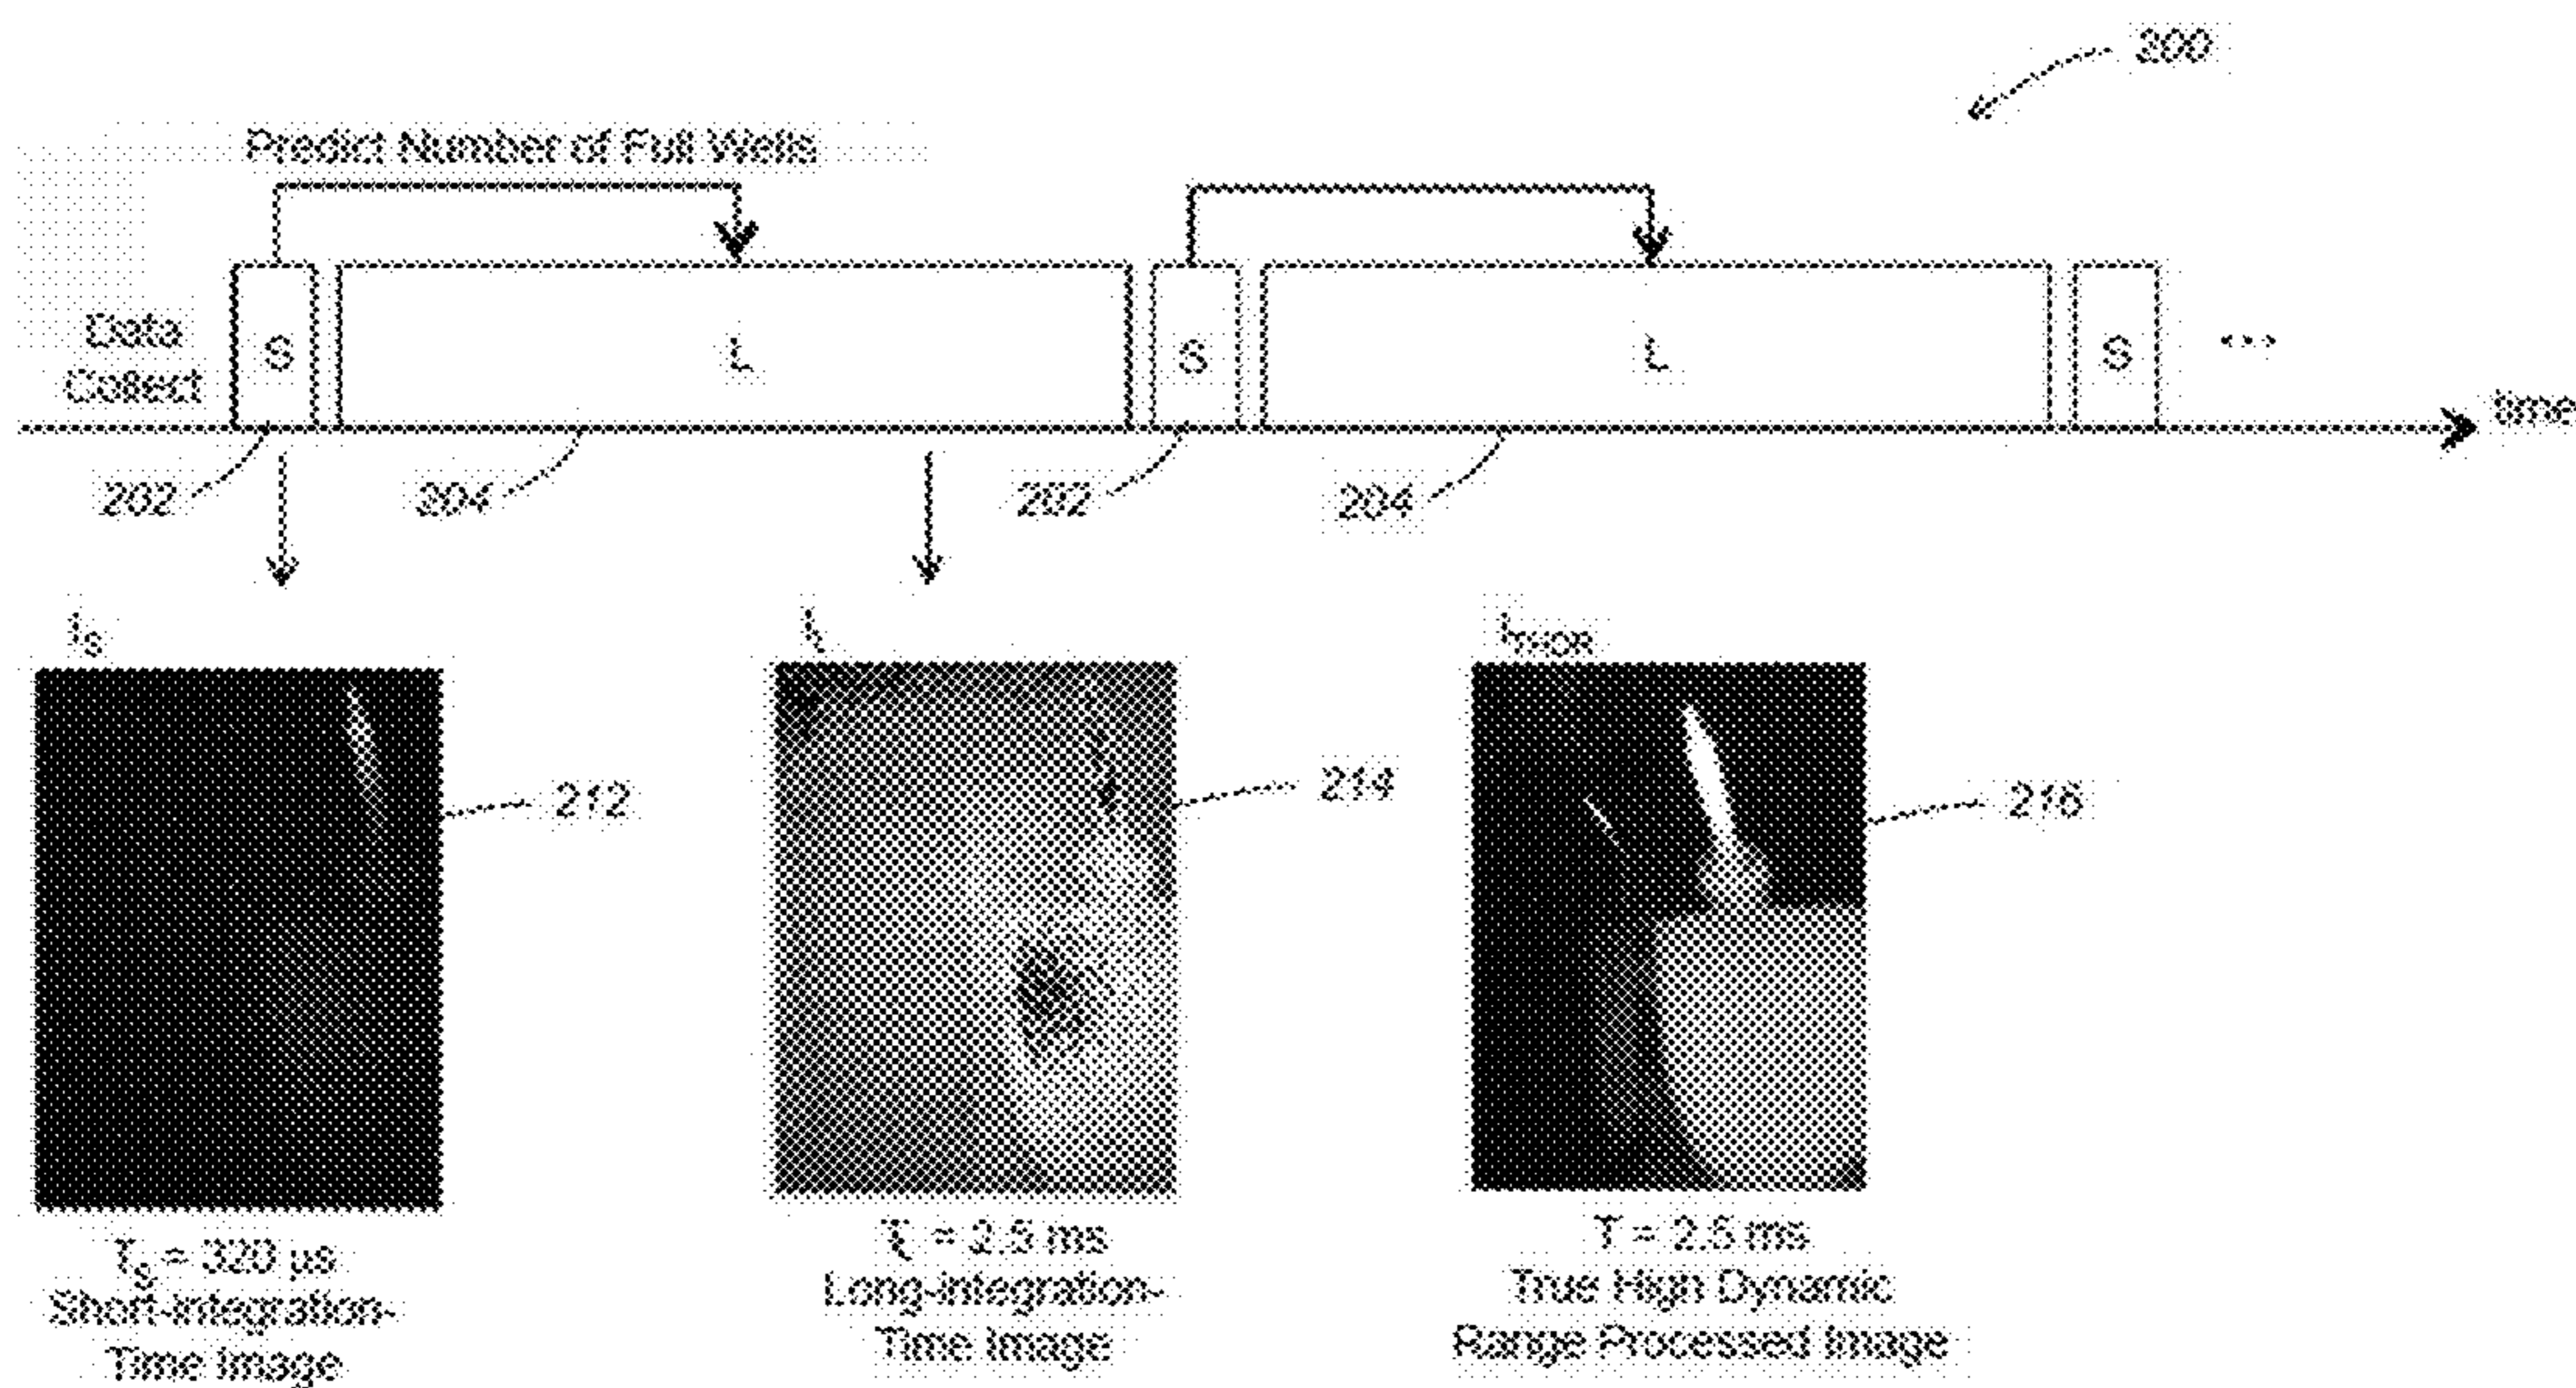 200
Predict Number of Full Wells
Data
Collect
S
L
S
L
S
...
time
202
204
202
204
I_S
I_L
I_THDR
212
214
216
T_S = 320 µs
Short-integration-
Time Image
T_L = 2.5 ms
Long-integration-
Time Image
T = 2.5 ms
True High Dynamic
Range Processed Image